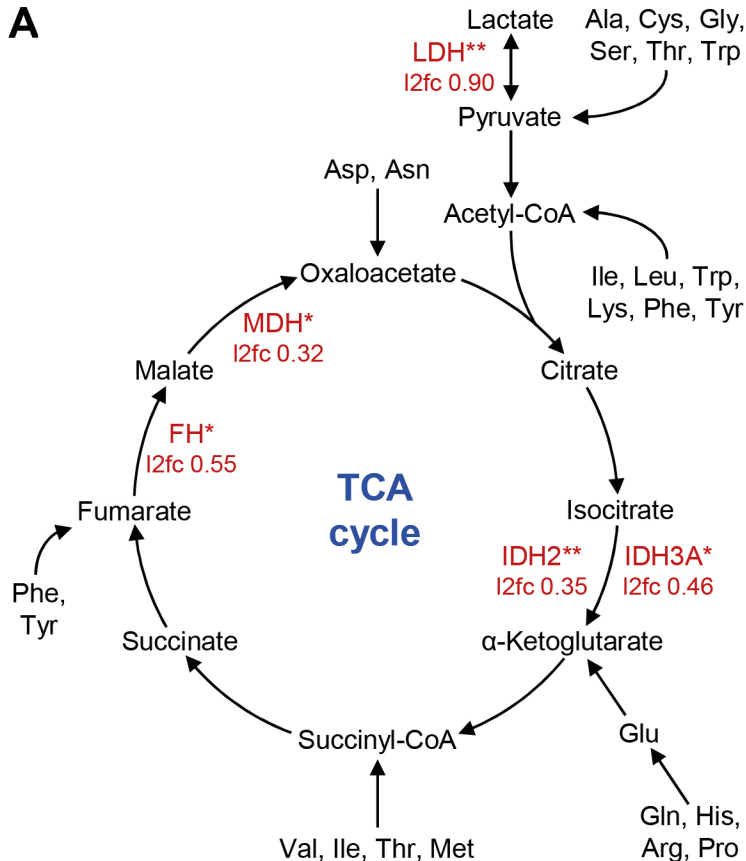 A
Lactate
Ala, Cys, Gly,
Ser, Thr, Trp
LDH**
l2fc 0.90
Pyruvate
Asp, Asn
Acetyl-CoA
Oxaloacetate
Ile, Leu, Trp,
Lys, Phe, Tyr
MDH*
l2fc 0.32
Malate
Citrate
FH*
l2fc 0.55
TCA
cycle
Fumarate
Isocitrate
IDH2**
l2fc 0.35
IDH3A*
l2fc 0.46
Phe,
Tyr
Succinate
α-Ketoglutarate
Succinyl-CoA
Glu
Gln, His,
Arg, Pro
Val, Ile, Thr, Met